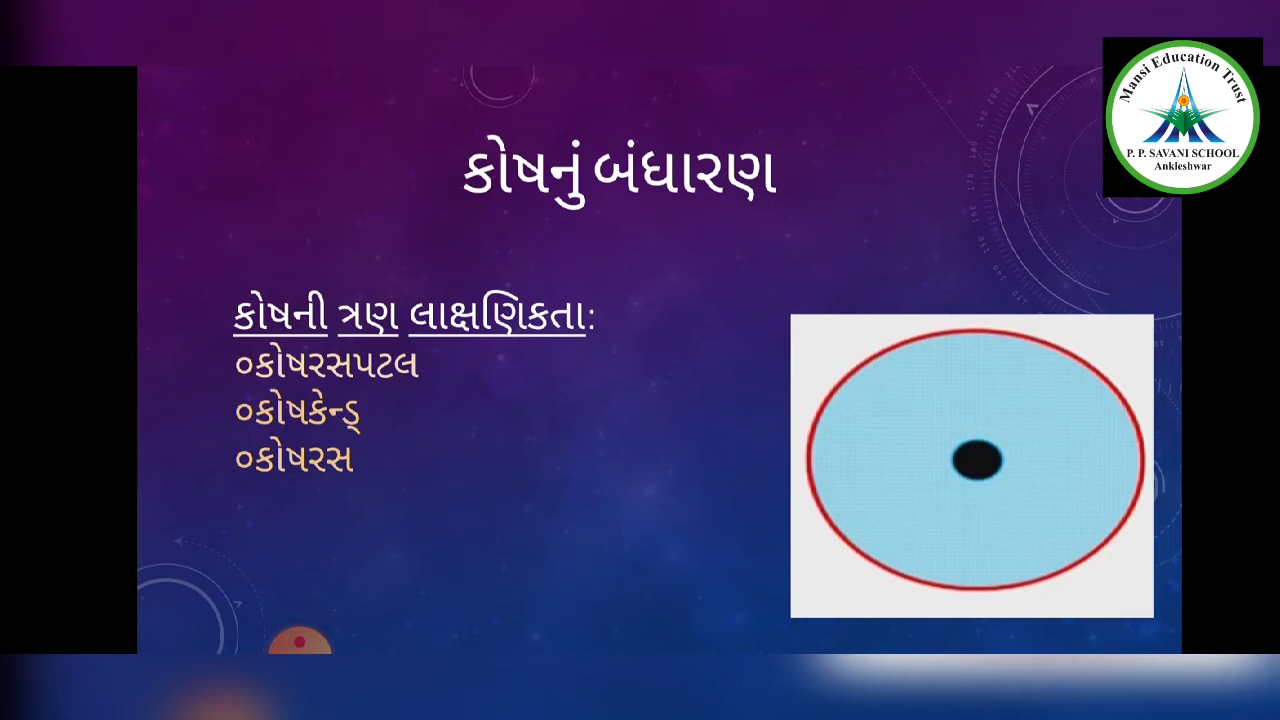 Mansi Education Trust
P. P. SAVANI SCHOOL
Ankleshwar
કોષનું બંધારણ
કોષની ત્રણ લાક્ષણિકતા:
૦કોષરસપટલ
૦કોષકેન્ડ્
૦કોષરસ